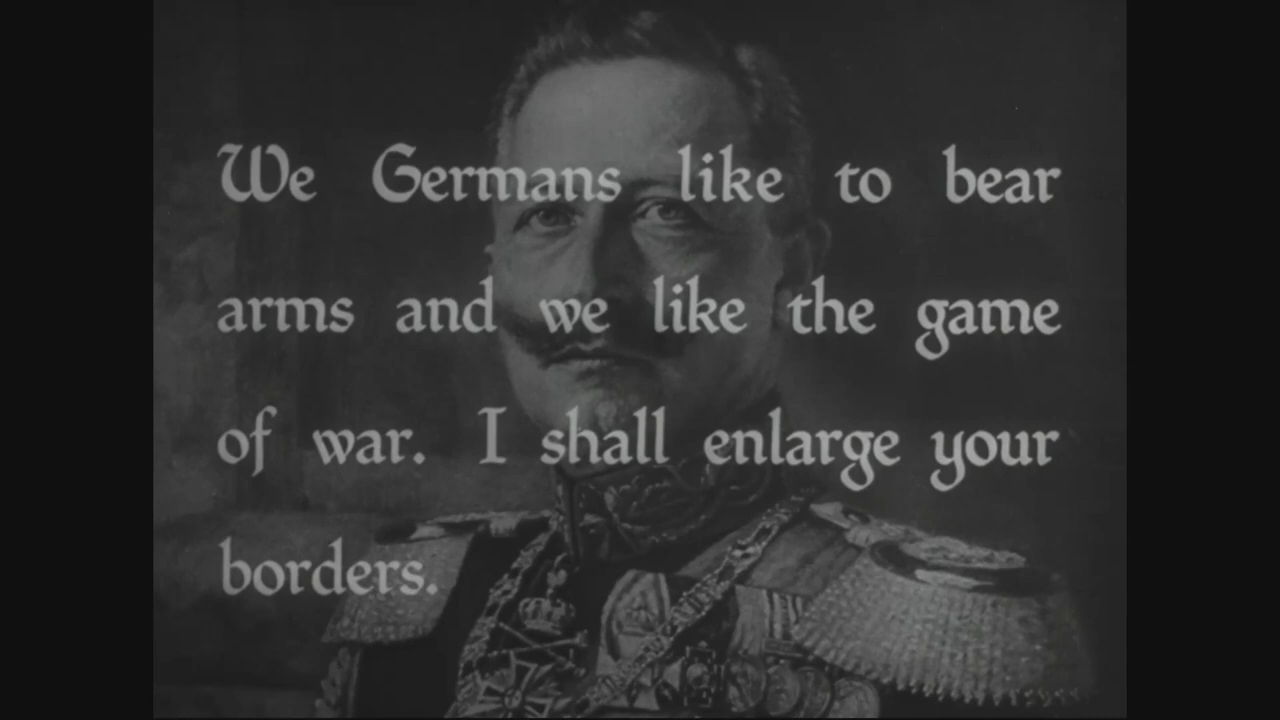 We Germans like to bear
arms and we like the game
of war. I shall enlarge your
borders.